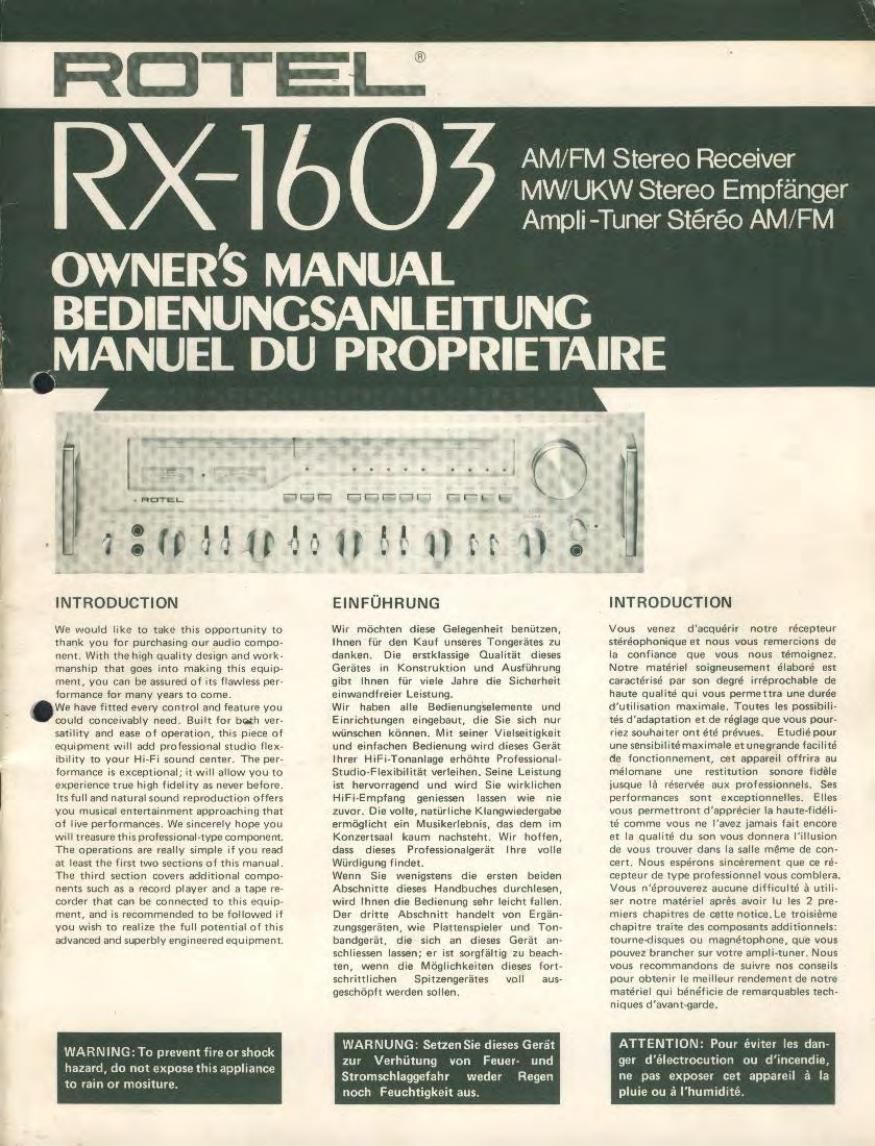 ROTEL®
RX-1603
AM/FM Stereo Receiver
MW/UKW Stereo Empfänger
Ampli-Tuner Stéréo AM/FM
OWNER'S MANUAL
BEDIENUNGSANLEITUNG
MANUEL DU PROPRIETAIRE
ROTEL
INTRODUCTION
We would like to take this opportunity to
thank you for purchasing our audio compo-
nent. With the high quality design and work-
manship that goes into making this equip-
ment, you can be assured of its flawless per-
formance for many years to come.
We have fitted every control and feature you
could conceivably need. Built for both ver-
satility and ease of operation, this piece of
equipment will add professional studio flex-
ibility to your Hi-Fi sound center. The per-
formance is exceptional; it will allow you to
experience true high fidelity as never before.
Its full and natural sound reproduction offers
you musical entertainment approaching that
of live performances. We sincerely hope you
will treasure this professional-type component.
The operations are really simple if you read
at least the first two sections of this manual.
The third section covers additional compo-
nents such as a record player and a tape re-
corder that can be connected to this equip-
ment, and is recommended to be followed if
you wish to realize the full potential of this
advanced and superbly engineered equipment.
WARNING: To prevent fire or shock
hazard, do not expose this appliance
to rain or mositure.
EINFÜHRUNG
Wir möchten diese Gelegenheit benützen,
Ihnen für den Kauf unseres Tongerätes zu
danken. Die erstklassige Qualität dieses
Gerätes in Konstruktion und Ausführung
gibt Ihnen für viele Jahre die Sicherheit
einwandfreier Leistung.
Wir haben alle Bedienungselemente und
Einrichtungen eingebaut, die Sie sich nur
wünschen können. Mit seiner Vielseitigkeit
und einfachen Bedienung wird dieses Gerät
Ihrer HiFi-Tonanlage erhöhte Professional-
Studio-Flexibilität verleihen. Seine Leistung
ist hervorragend und wird Sie wirklichen
HiFi-Empfang geniessen lassen wie nie
zuvor. Die volle, natürliche Klangwiedergabe
ermöglicht ein Musikerlebnis, das dem im
Konzertsaal kaum nachsteht. Wir hoffen,
dass dieses Professionalgerät Ihre volle
Würdigung findet.
Wenn Sie wenigstens die ersten beiden
Abschnitte dieses Handbuches durchlesen,
wird Ihnen die Bedienung sehr leicht fallen.
Der dritte Abschnitt handelt von Ergän-
zungsgeräten, wie Plattenspieler und Ton-
bandgerät, die sich an dieses Gerät an-
schliessen lassen; er ist sorgfältig zu beach-
ten, wenn die Möglichkeiten dieses fort-
schrittlichen Spitzengerätes voll aus-
geschöpft werden sollen.
WARNUNG: Setzen Sie dieses Gerät
zur Verhütung von Feuer- und
Stromschlaggefahr weder Regen
noch Feuchtigkeit aus.
INTRODUCTION
Vous venez d'acquérir notre récepteur
stéréophonique et nous vous remercions de
la confiance que vous nous témoignez.
Notre matériel soigneusement élaboré est
caractérisé par son degré irréprochable de
haute qualité qui vous permettra une durée
d'utilisation maximale. Toutes les possibili-
tés d'adaptation et de réglage que vous pour-
riez souhaiter ont été prévues. Etudié pour
une sensibilité maximale et une grande facilité
de fonctionnement, cet appareil offrira au
mélomane une restitution sonore fidèle
jusque là réservée aux professionnels. Ses
performances sont exceptionnelles. Elles
vous permettront d'apprécier la haute-fidéli-
té comme vous ne l'avez jamais fait encore
et la qualité du son vous donnera l'illusion
de vous trouver dans la salle même de con-
cert. Nous espérons sincèrement que ce ré-
cepteur de type professionnel vous comblera.
Vous n'éprouverez aucune difficulté à utili-
ser notre matériel après avoir lu les 2 pre-
miers chapitres de cette notice. Le troisième
chapitre traite des composants additionnels:
tourne-disques ou magnétophone, que vous
pouvez brancher sur votre ampli-tuner. Nous
vous recommandons de suivre nos conseils
pour obtenir le meilleur rendement de notre
matériel qui bénéficie de remarquables tech-
niques d'avant-garde.
ATTENTION: Pour éviter les dan-
ger d'électrocution ou d'incendie,
ne pas exposer cet appareil à la
pluie ou à l'humidité.